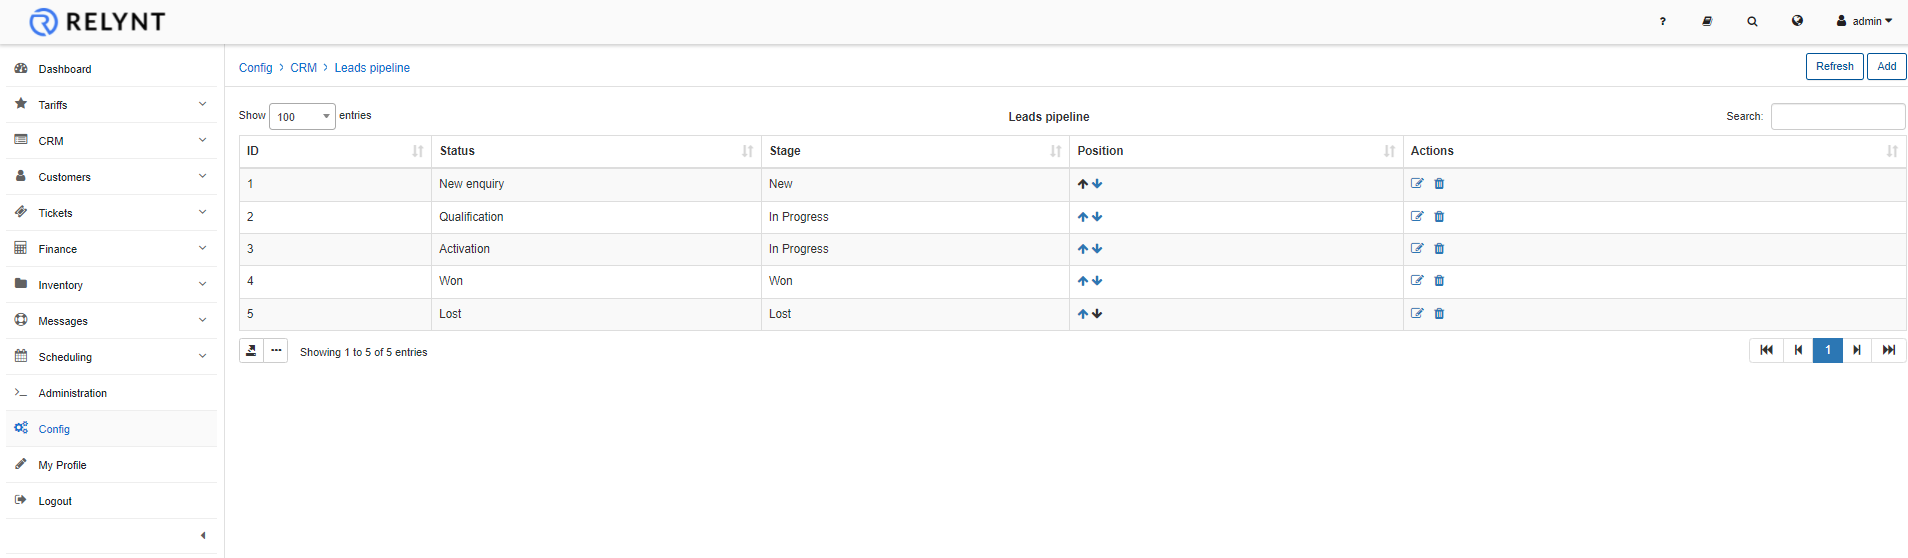 RELYNT
? admin
Dashboard
Tariffs
CRM
Customers
Tickets
Finance
Inventory
Messages
Scheduling
Administration
Config
My Profile
Logout
Config > CRM > Leads pipeline
Refresh Add
Show 100 entries
Leads pipeline
Search:
ID Status Stage Position Actions
1 New enquiry New
2 Qualification In Progress
3 Activation In Progress
4 Won Won
5 Lost Lost
Showing 1 to 5 of 5 entries
1